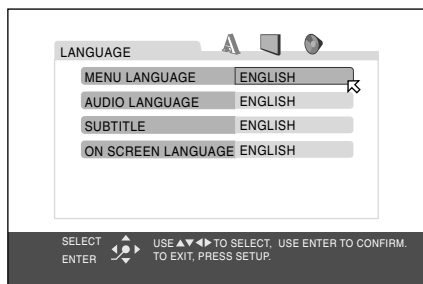 LANGUAGE
MENU LANGUAGE ENGLISH
AUDIO LANGUAGE ENGLISH
SUBTITLE ENGLISH
ON SCREEN LANGUAGE ENGLISH
SELECT
ENTER
USE ▲▼◀▶ TO SELECT, USE ENTER TO CONFIRM.
TO EXIT, PRESS SETUP.